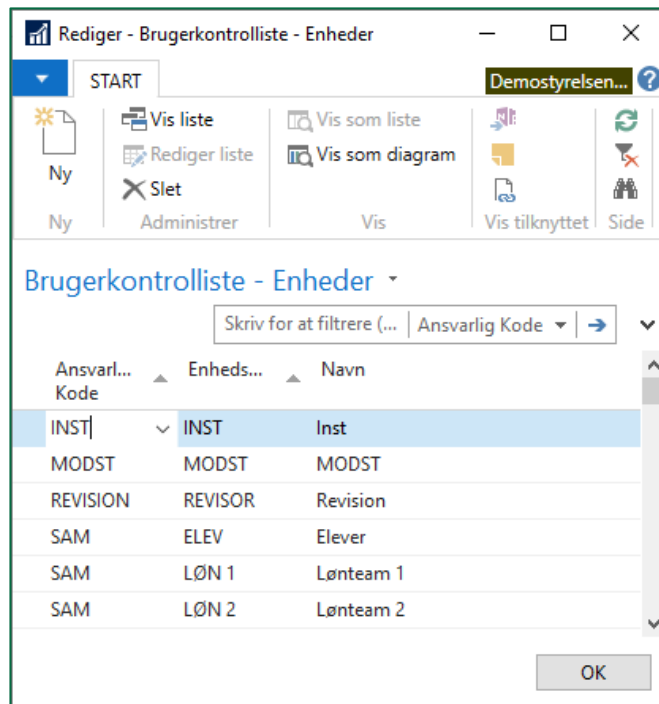 Rediger - Brugerkontrolliste - Enheder
START
Demostyrelsen...
Ny
Vis liste
Rediger liste
Slet
Vis som liste
Vis som diagram
Ny
Administrer
Vis
Vis tilknyttet
Side
Brugerkontrolliste - Enheder
Skriv for at filtrere (... Ansvarlig Kode
Ansvarl... Kode Enheds... Navn
INST INST Inst
MODST MODST MODST
REVISION REVISOR Revision
SAM ELEV Elever
SAM LØN 1 Lønteam 1
SAM LØN 2 Lønteam 2
OK